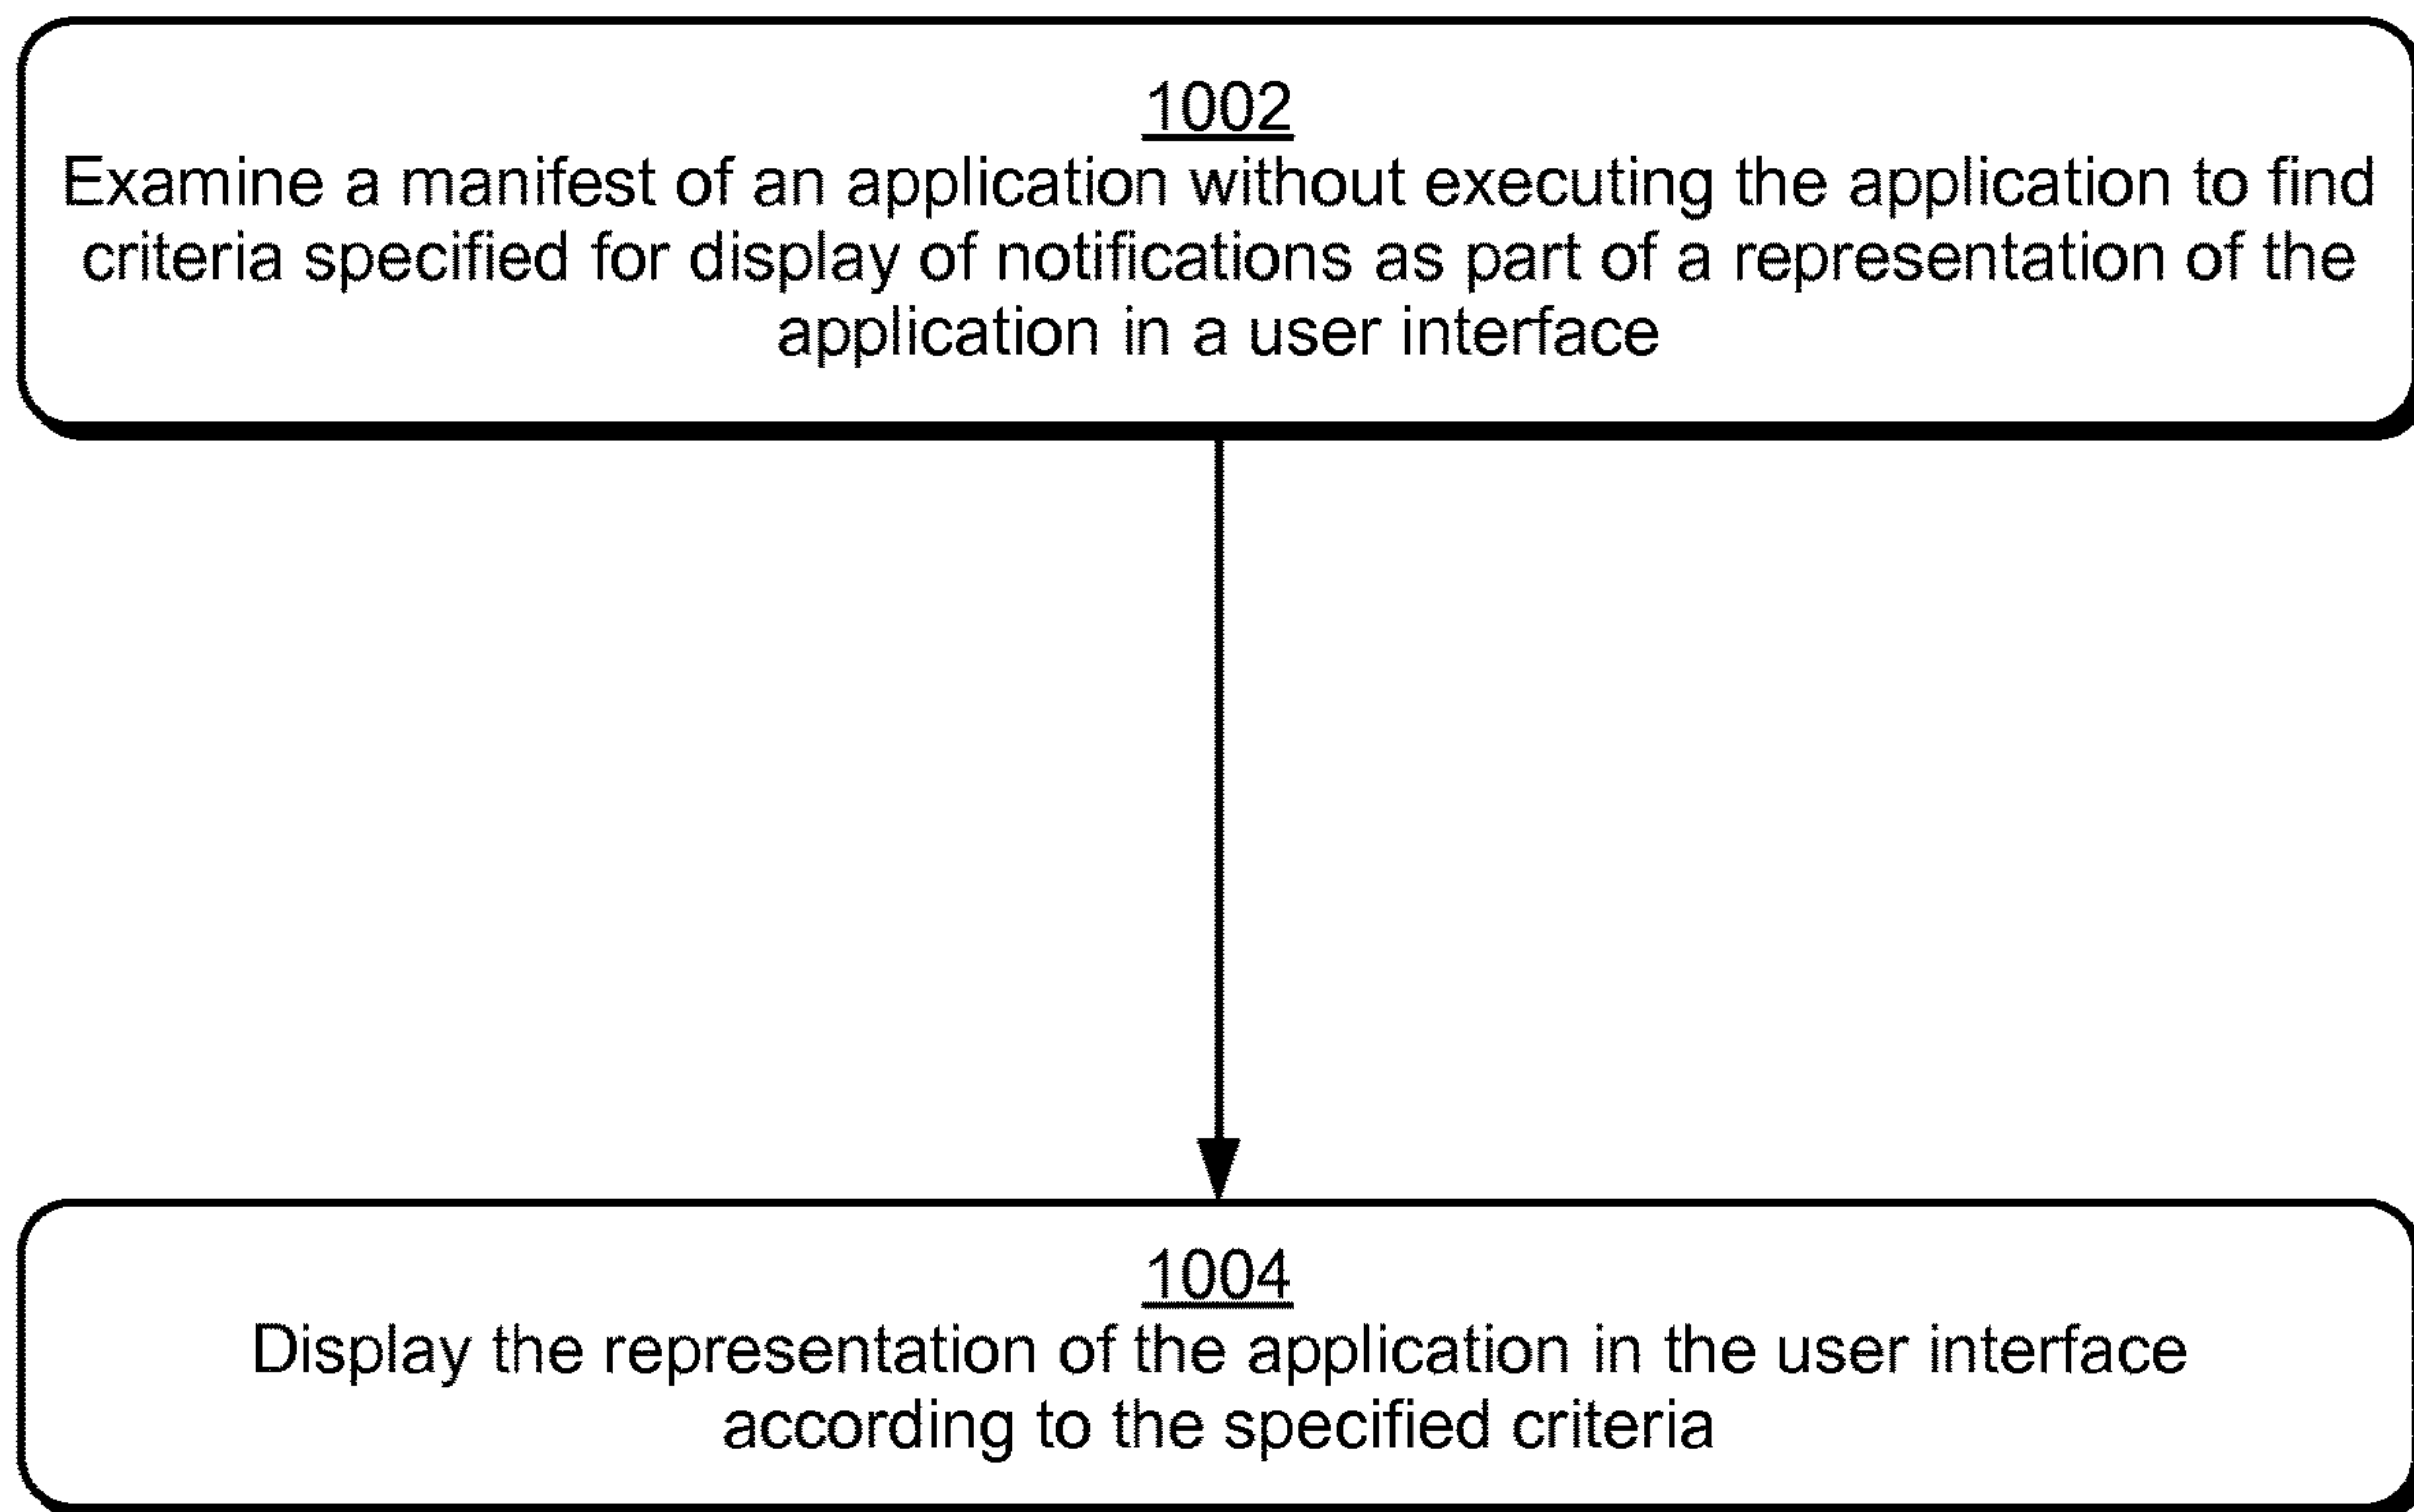 1002
Examine a manifest of an application without executing the application to find
criteria specified for display of notifications as part of a representation of the
application in a user interface
1004
Display the representation of the application in the user interface
according to the specified criteria